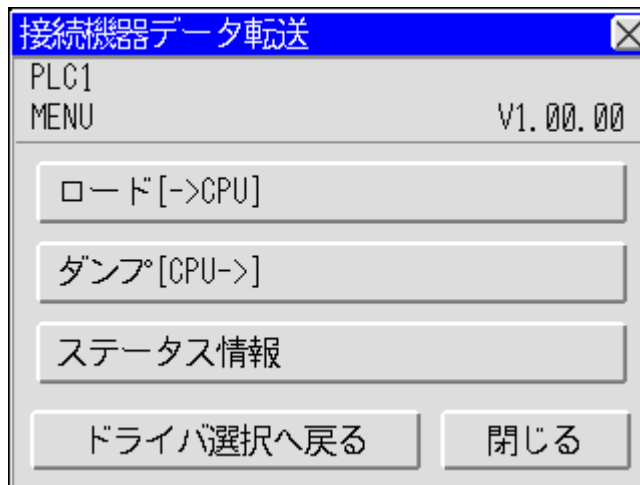 接続機器データ転送
PLC1
MENU V1.00.00
ロード[->CPU]
ダンプ[CPU->]
ステータス情報
ドライバ選択へ戻る 閉じる